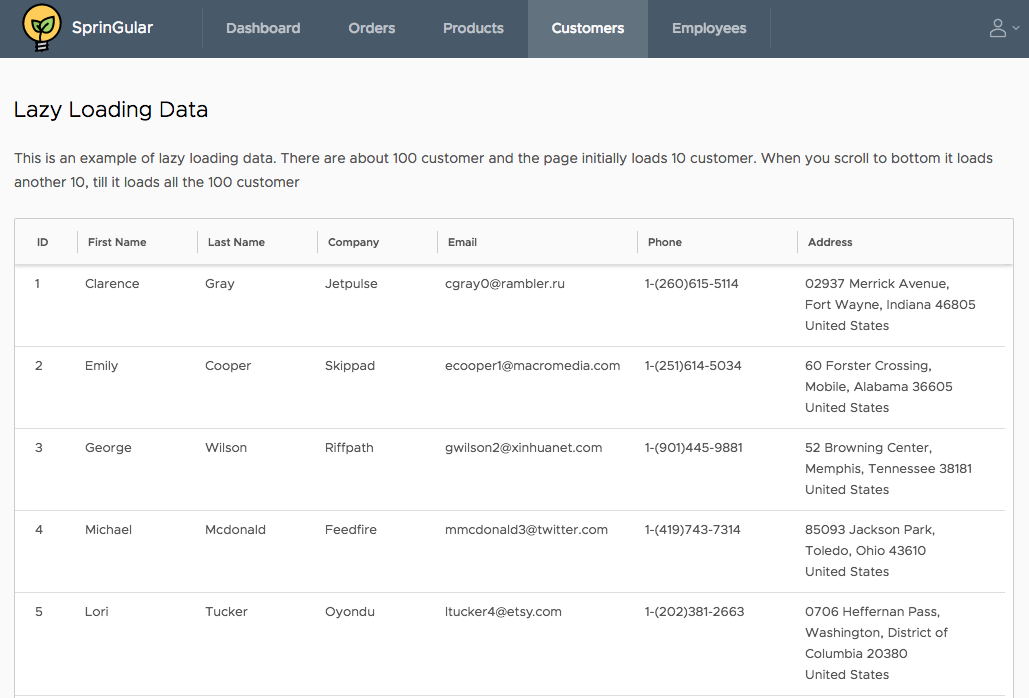 SprinGular Dashboard Orders Products Customers Employees
Lazy Loading Data
This is an example of lazy loading data. There are about 100 customer and the page initially loads 10 customer. When you scroll to bottom it loads
another 10, till it loads all the 100 customer
ID First Name Last Name Company Email Phone Address
1 Clarence Gray Jetpulse cgray0@rambler.ru 1-(260)615-5114 02937 Merrick Avenue,
Fort Wayne, Indiana 46805
United States
2 Emily Cooper Skippad ecooper1@macromedia.com 1-(251)614-5034 60 Forster Crossing,
Mobile, Alabama 36605
United States
3 George Wilson Riffpath gwilson2@xinhuanet.com 1-(901)445-9881 52 Browning Center,
Memphis, Tennessee 38181
United States
4 Michael Mcdonald Feedfire mmcdonald3@twitter.com 1-(419)743-7314 85093 Jackson Park,
Toledo, Ohio 43610
United States
5 Lori Tucker Oyondu ltucker4@etsy.com 1-(202)381-2663 0706 Heffernan Pass,
Washington, District of
Columbia 20380
United States